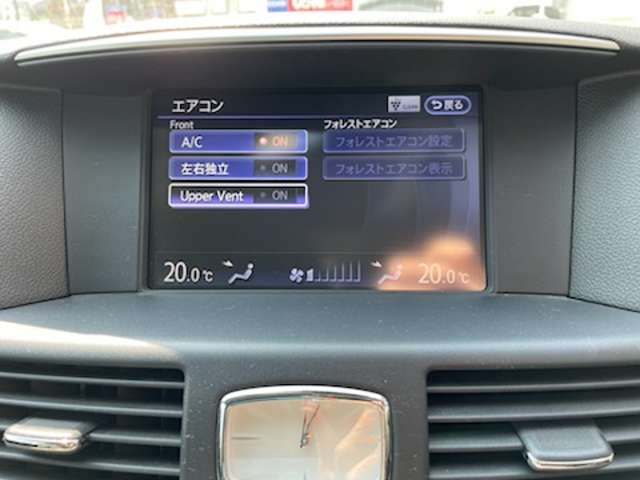 エアコン
戻る
Front
フォレストエアコン
A/C ON
フォレストエアコン設定
左右独立 ON
フォレストエアコン表示
Upper Vent ON
20.0℃
20.0℃